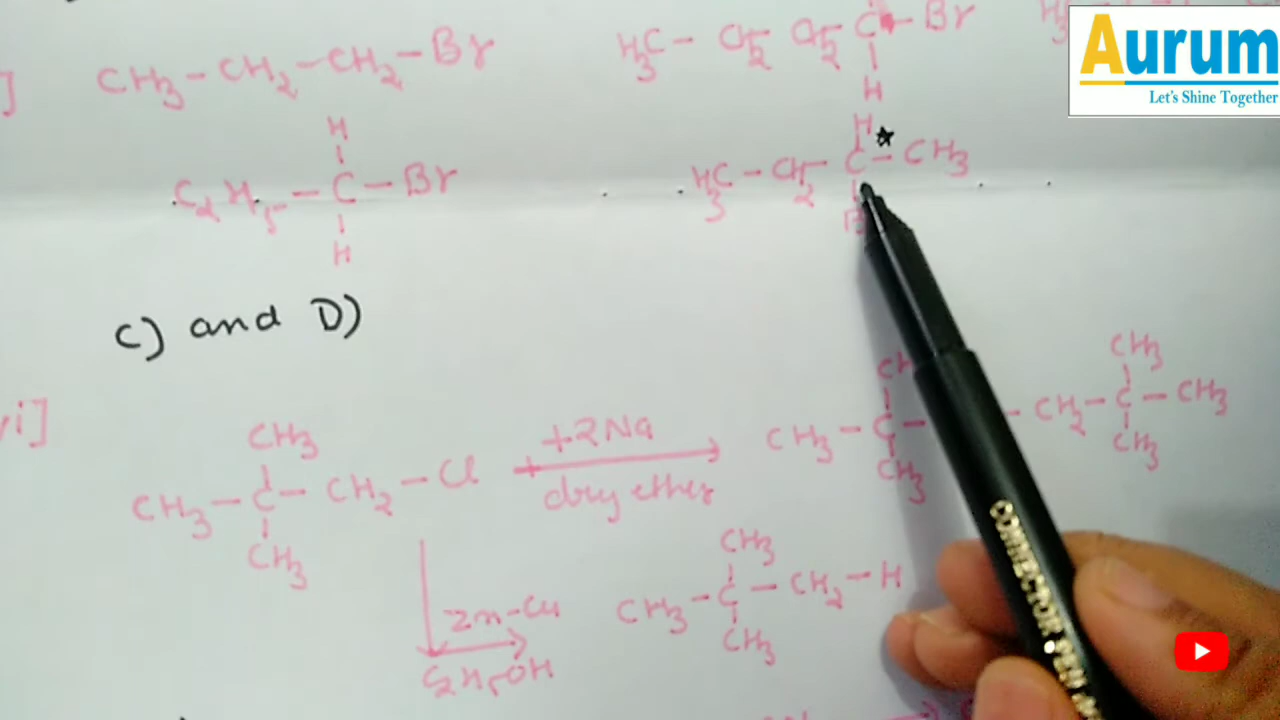 Aurum
Let's Shine Together
CH3-CH2-CH2-Br
H3C- CH2 CH2 C-Br
H
H
C2H5-C-Br
H
H
H3C-CH2-C-CH3
C) and D)
vi]
CH3
CH3-C-CH2-Cl
CH3
+2Na
dry ether
CH3-C-
CH3
CH2-C-CH3
CH3
CH3
Zn-Cu
C2H5OH
CH3
CH3-C-CH2-H
CH3
CONNECTOR PEN